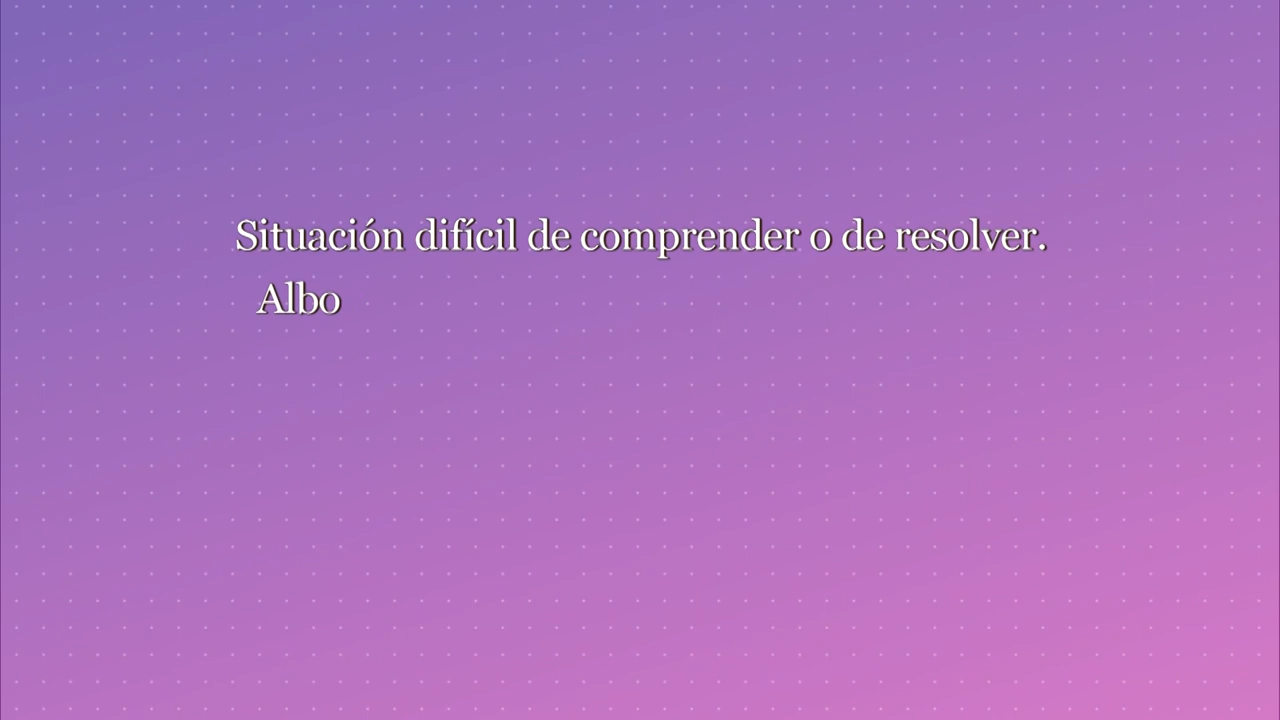 Situación difícil de comprender o de resolver.
Albo